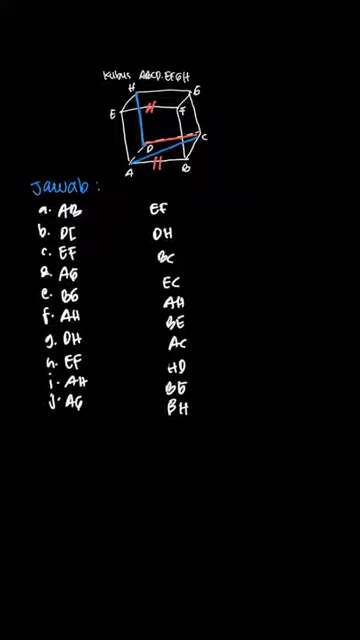 Kubus ABCD.EFGH
H G
E F
D C
A B
Jawab :
a. AB EF
b. DC DH
c. EF BC
d. AG EC
e. BG AH
f. AH BE
g. DH AC
h. EF HD
i. AH BE
j. AG BH